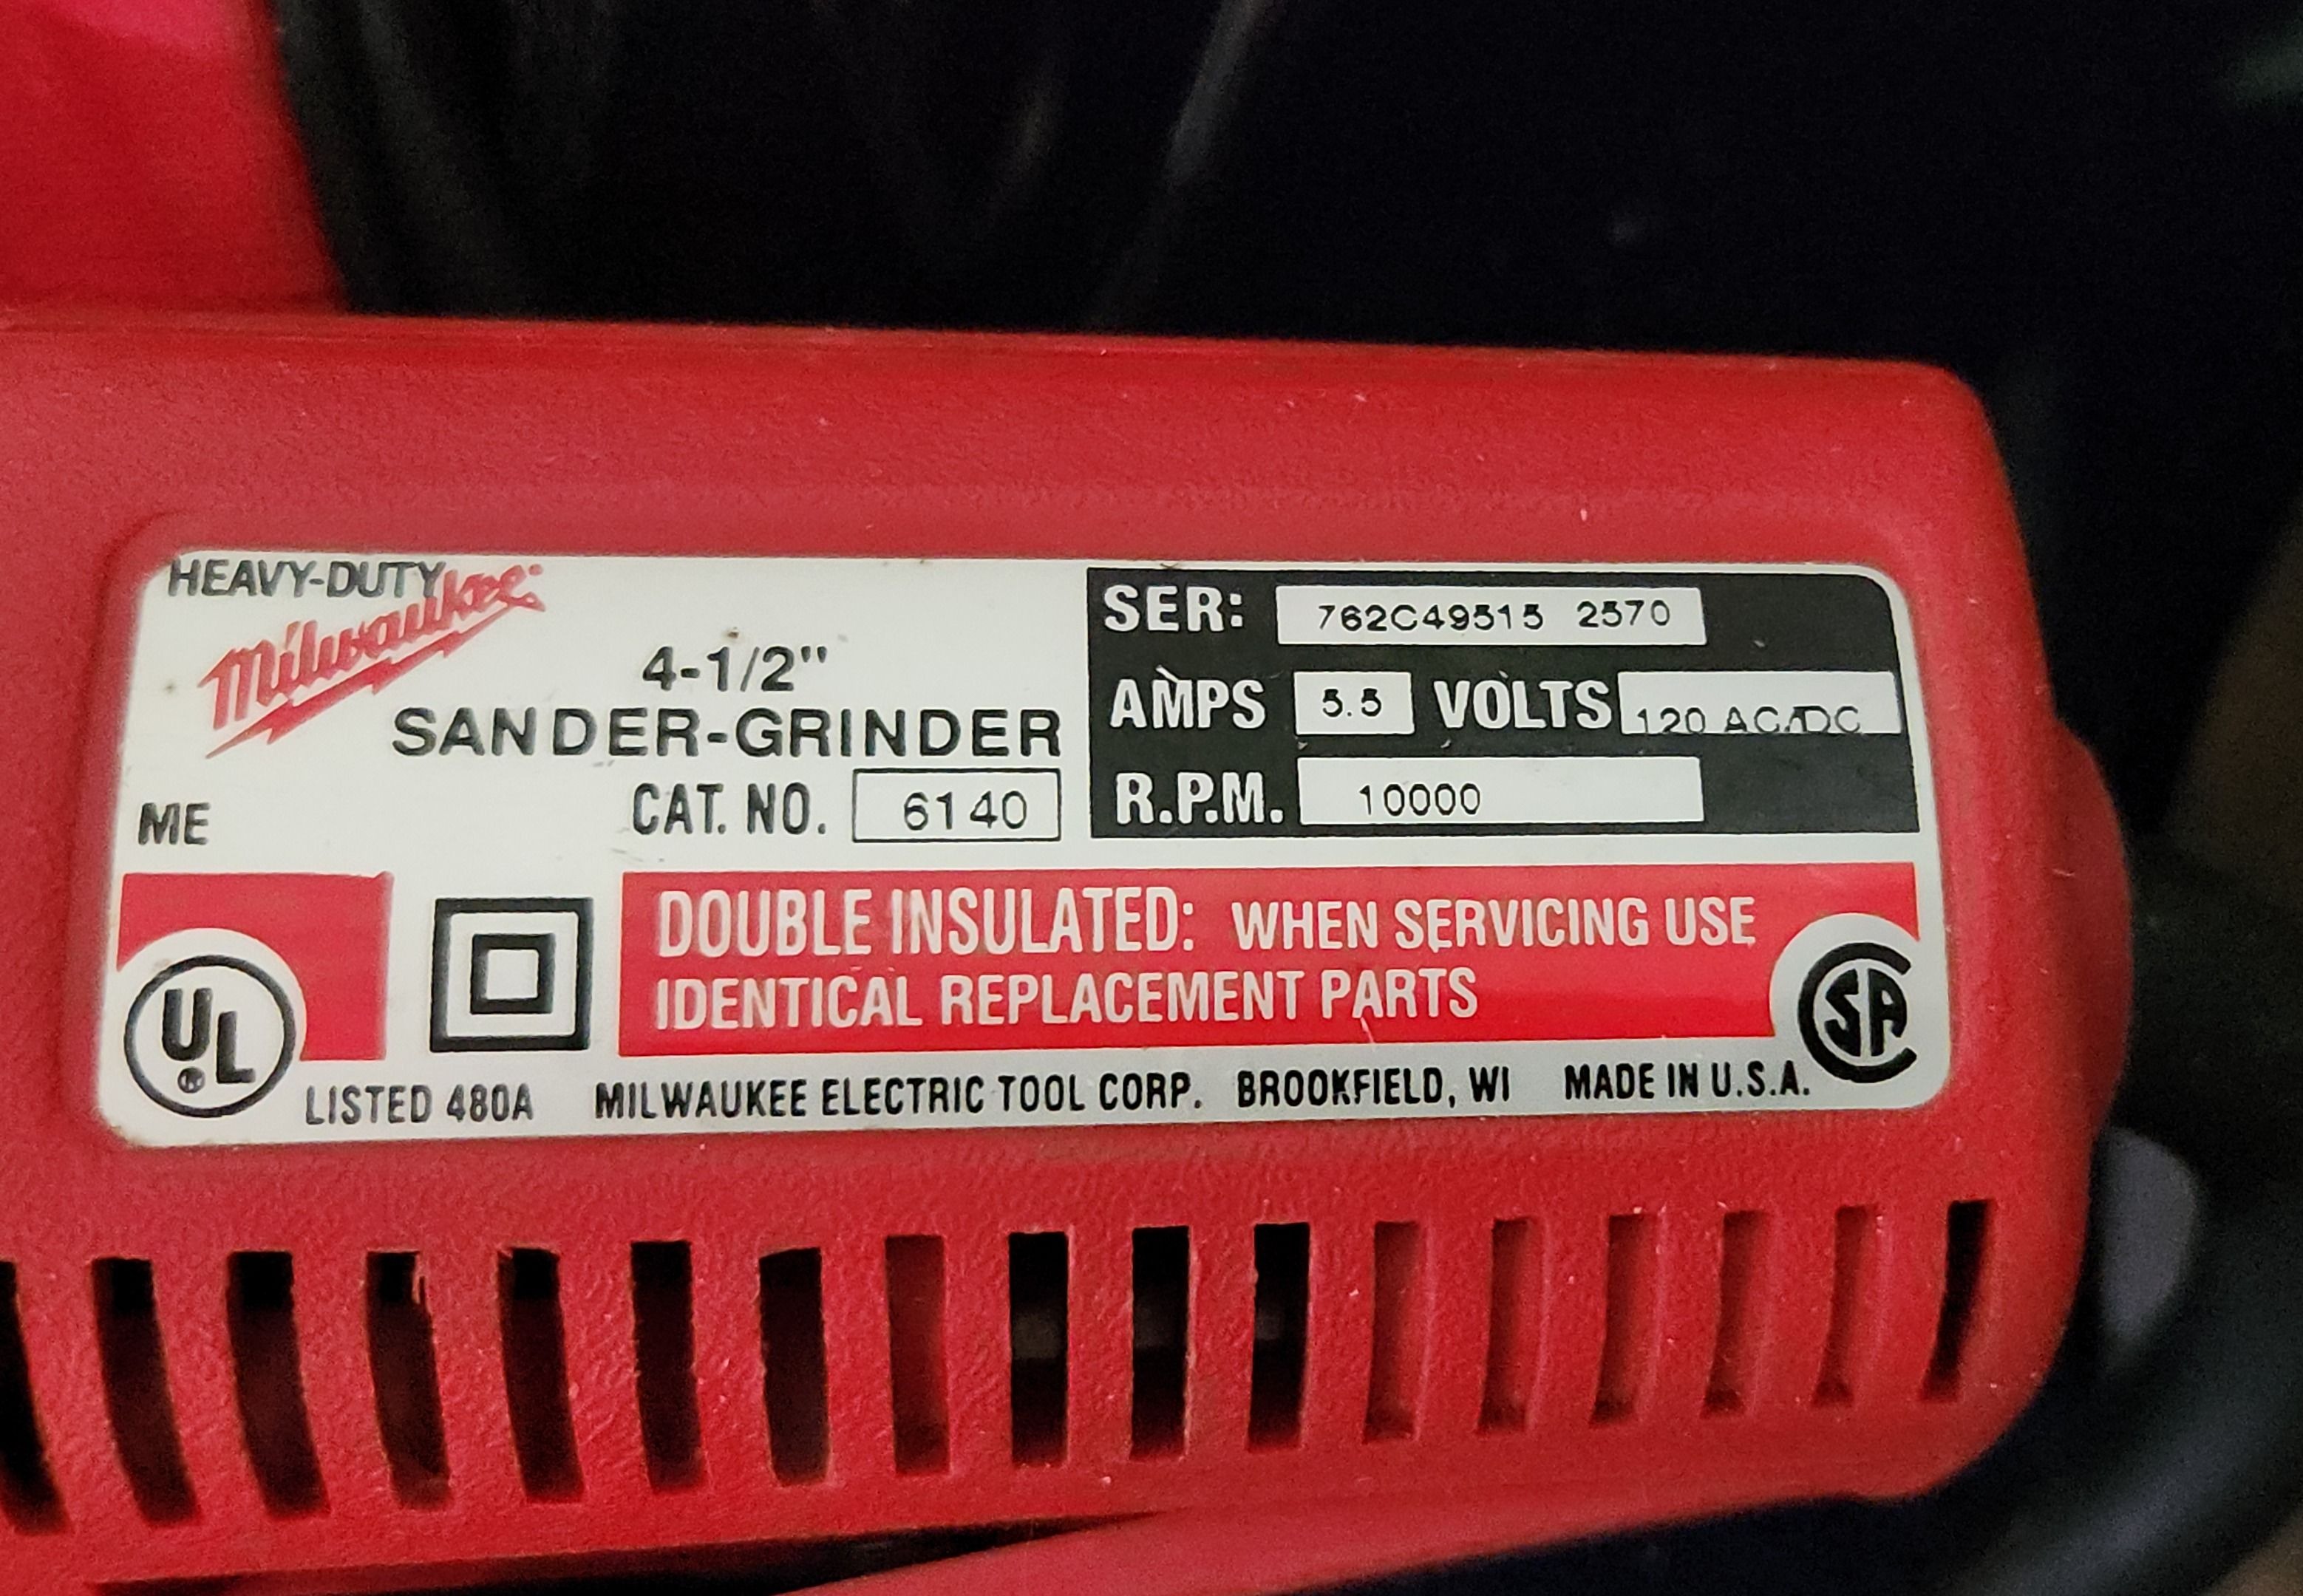 HEAVY-DUTY
Milwaukee
4-1/2"
SANDER-GRINDER
CAT. NO. 6140
ME
SER: 762C49515 2570
AMPS 5.5 VOLTS 120 AC/DC
R.P.M. 10000
DOUBLE INSULATED: WHEN SERVICING USE
IDENTICAL REPLACEMENT PARTS
UL ®
SA
LISTED 480A MILWAUKEE ELECTRIC TOOL CORP. BROOKFIELD, WI MADE IN U.S.A.